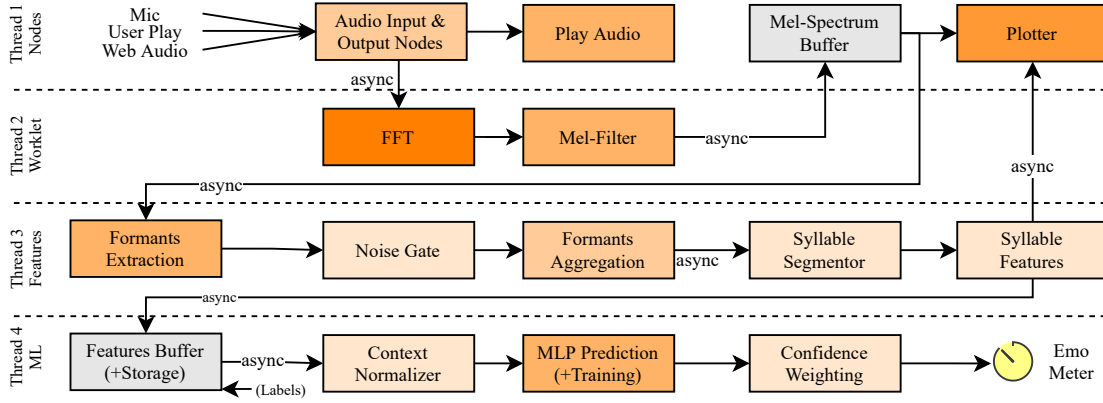 Thread 1
Nodes
Mic
User Play
Web Audio
Audio Input &
Output Nodes
Play Audio
Mel-Spectrum
Buffer
Plotter
async
Thread 2
Worklet
FFT
Mel-Filter
async
async
async
Thread 3
Features
Formants
Extraction
Noise Gate
Formants
Aggregation
async
Syllable
Segmentor
Syllable
Features
async
Thread 4
ML
Features Buffer
(+Storage)
async
(Labels)
Context
Normalizer
MLP Prediction
(+Training)
Confidence
Weighting
Emo
Meter